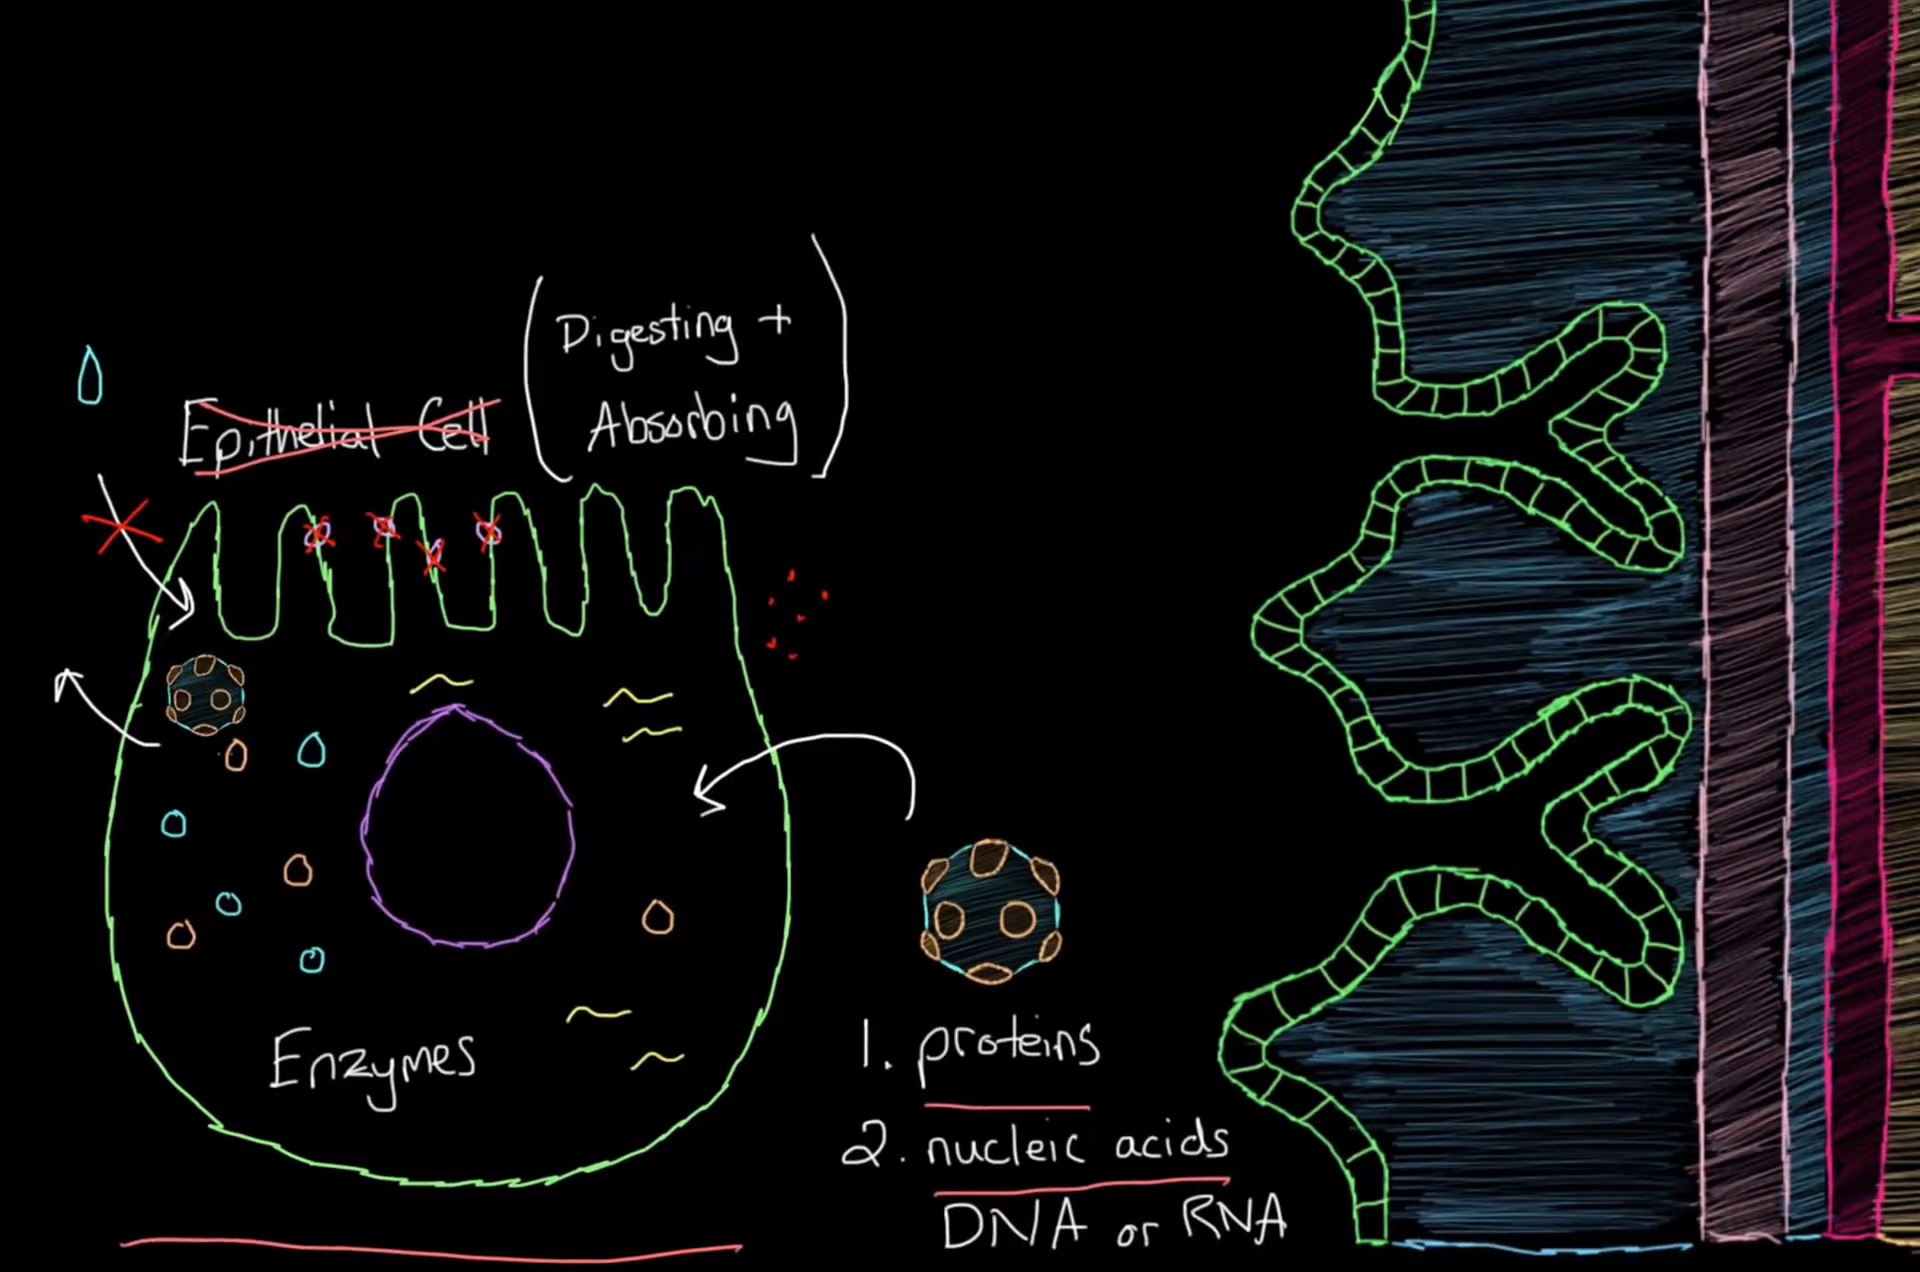 Digesting +
Absorbing
Epithelial Cell
Enzymes
1. proteins
2. nucleic acids
DNA or RNA